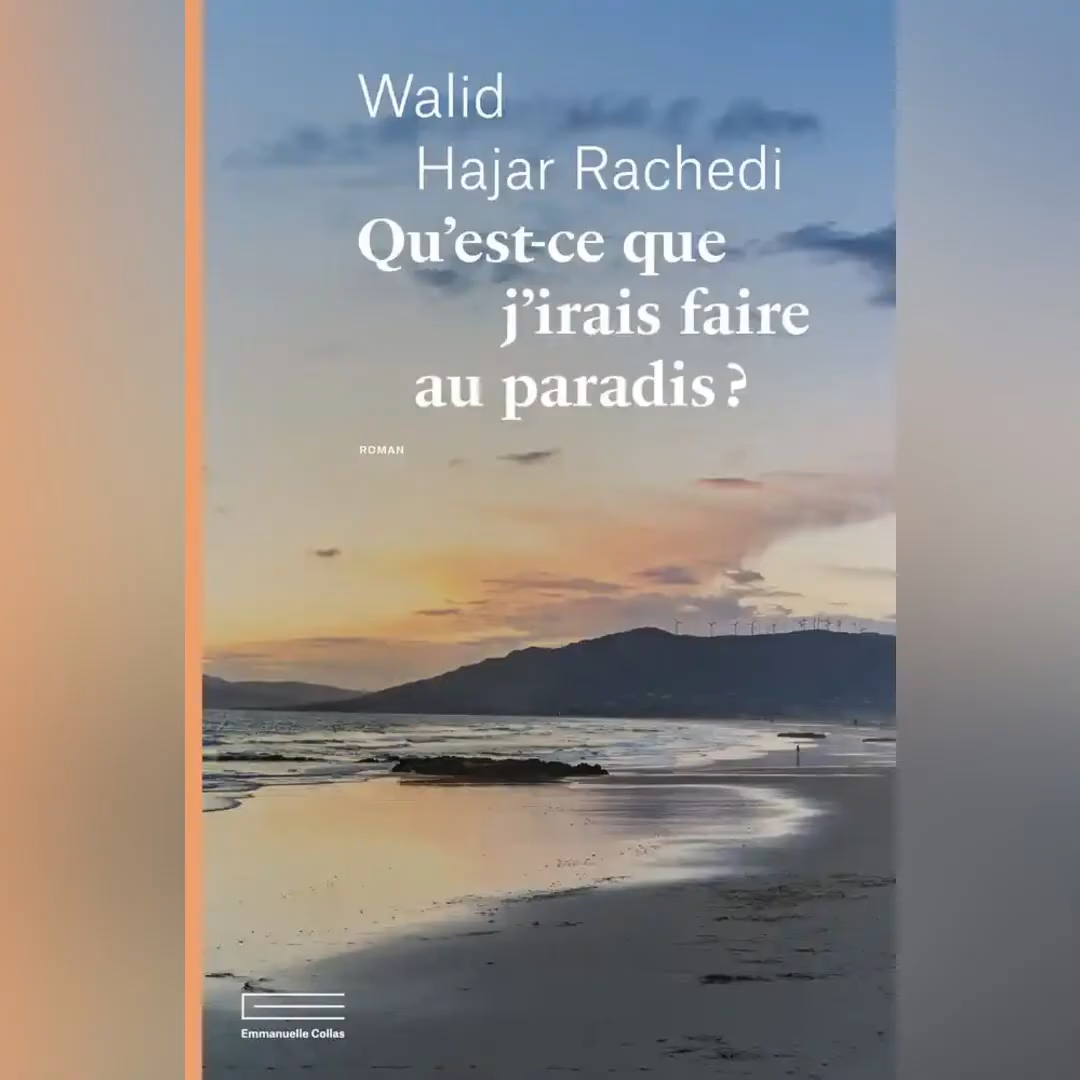 Walid
Hajar Rachedi
Qu’est-ce que
j’irais faire
au paradis ?
ROMAN
Emmanuelle Collas